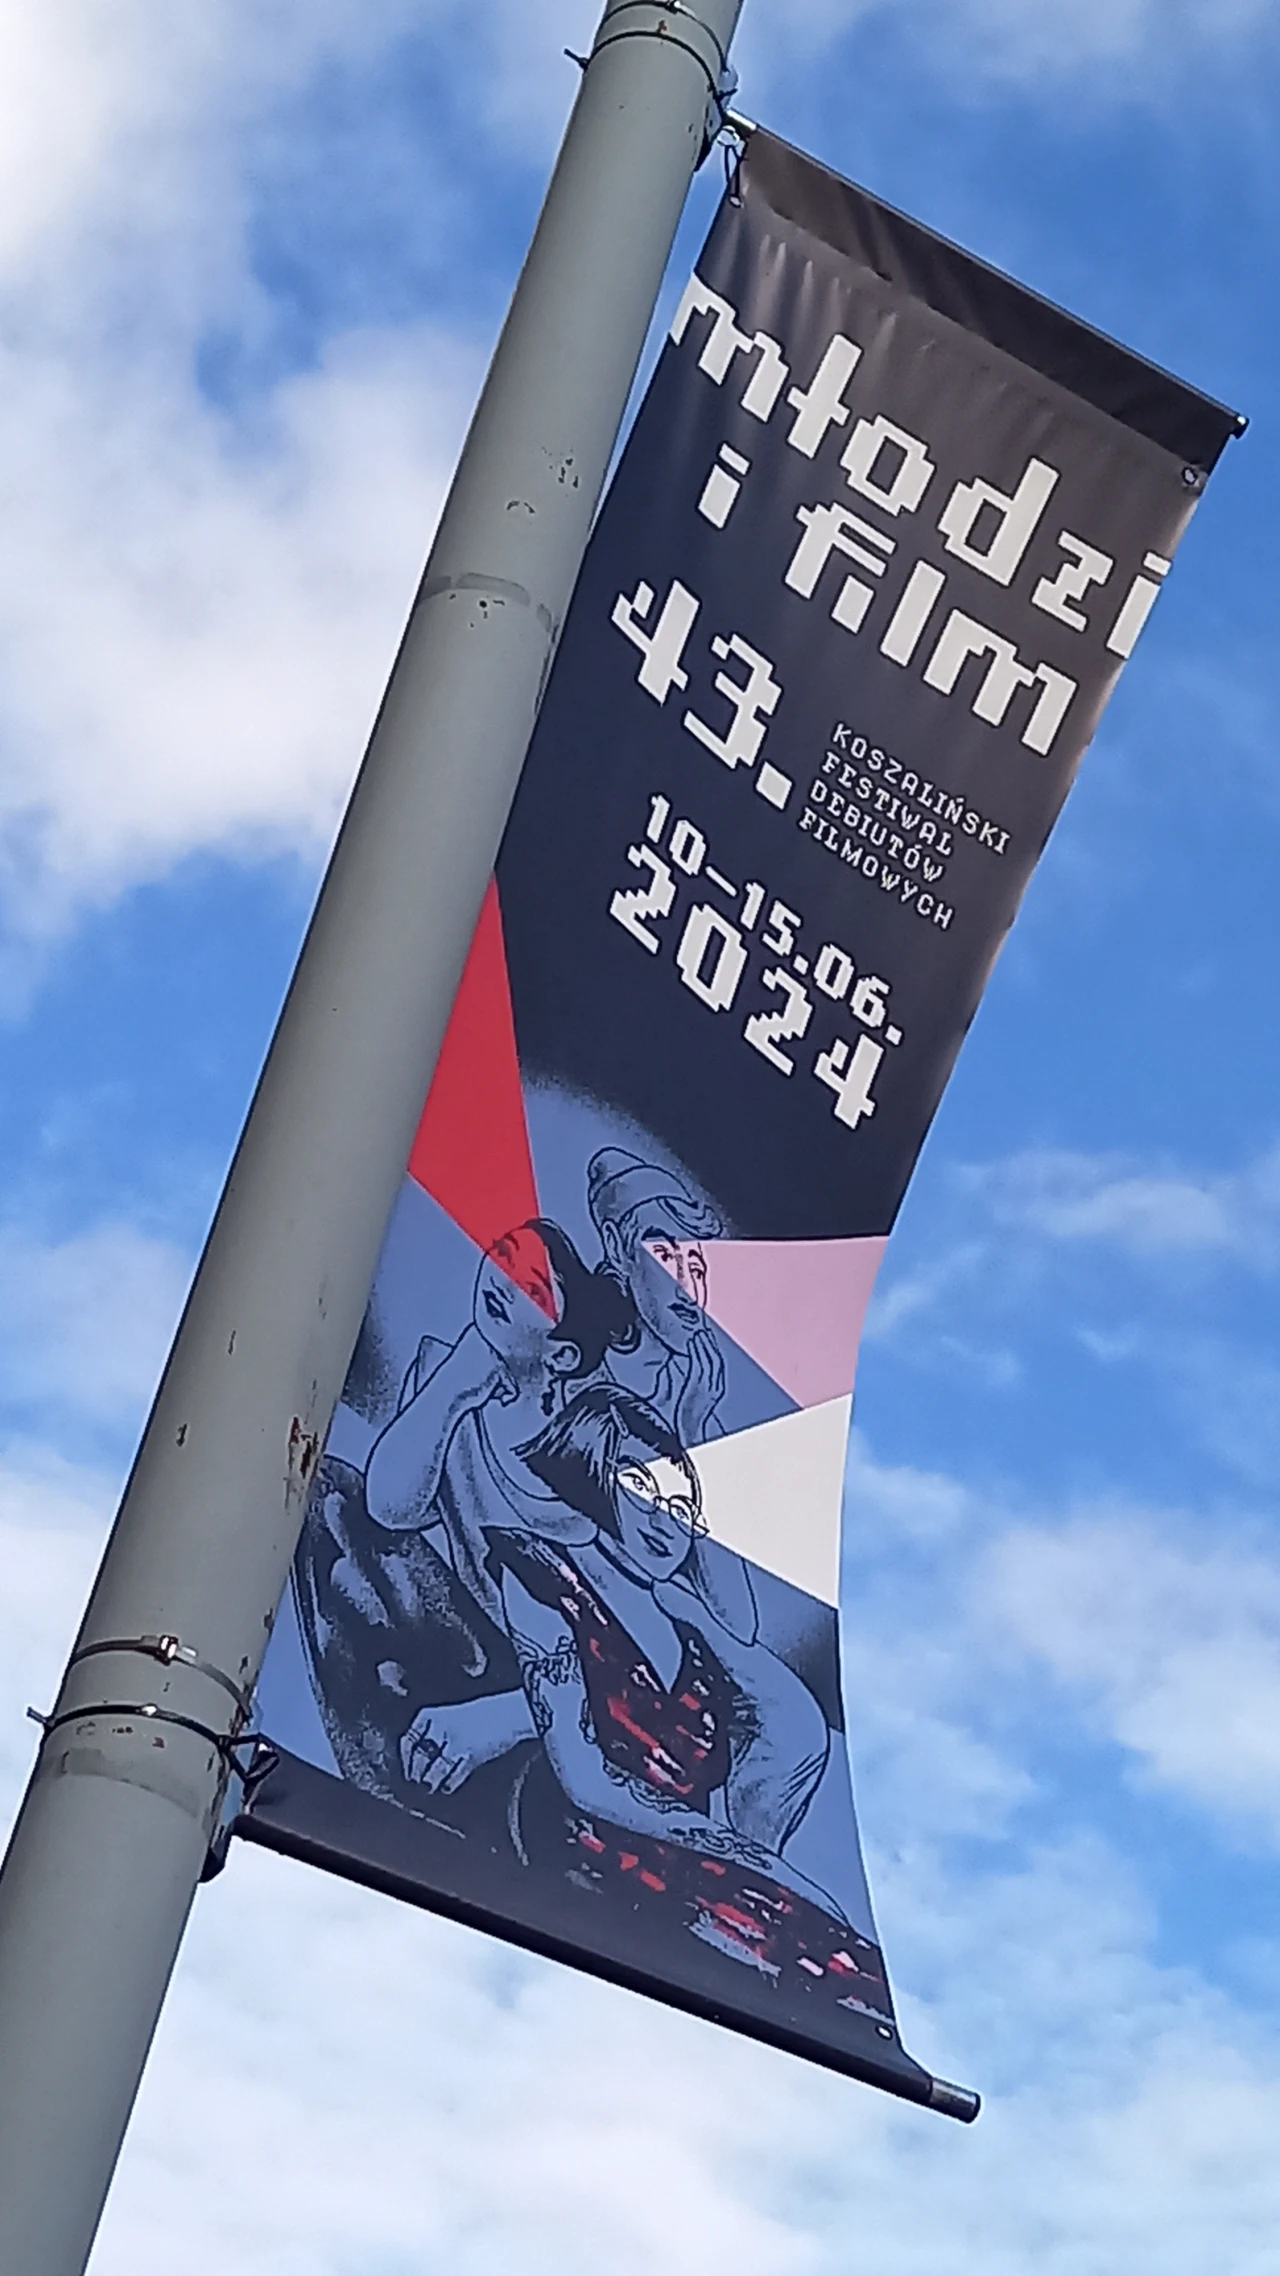 młodzi
i film
43.
KOSZALIŃSKI
FESTIWAL
DEBIUTÓW
FILMOWYCH
10–15.06.
2024